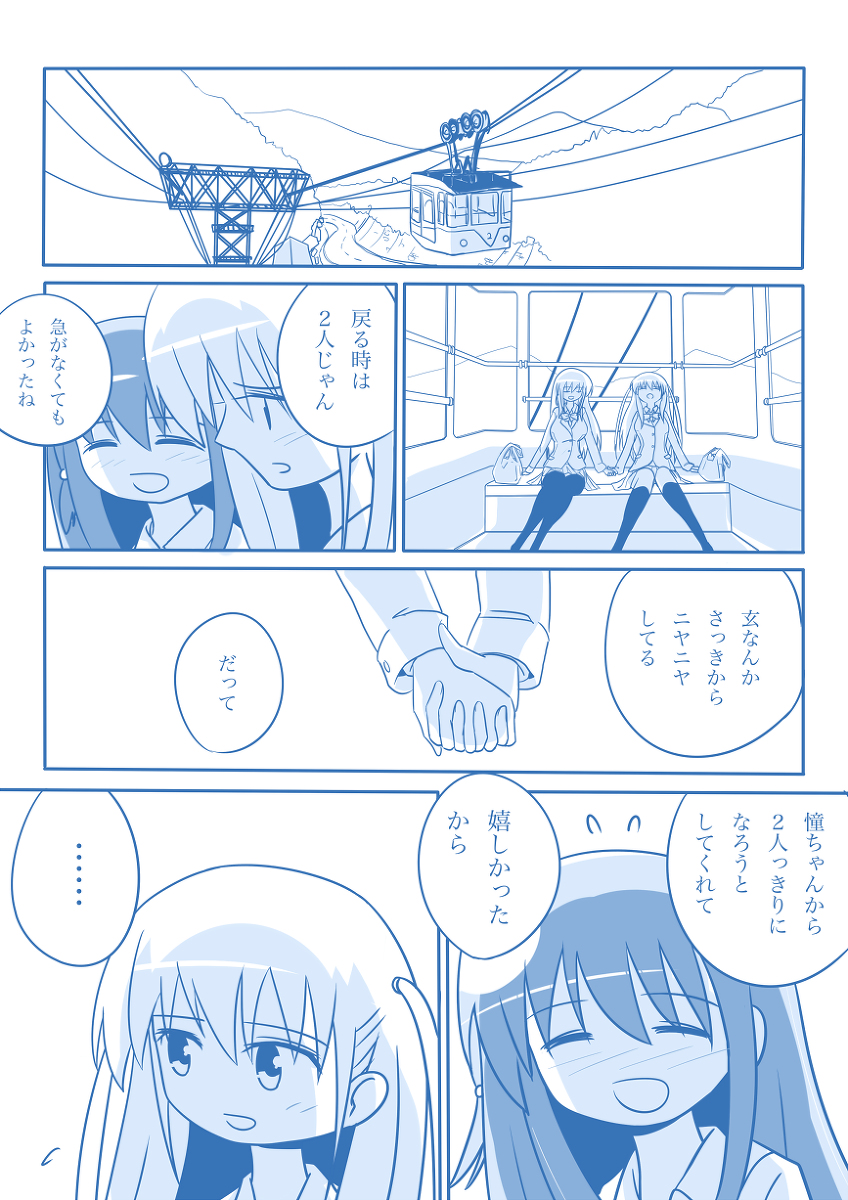 戻る時は
2人じゃん
急がなくても
よかったね
玄なんか
さっきから
ニヤニヤ
してる
だって
憧ちゃんから
2人っきりに
なろうと
してくれて
嬉しかった
から
……